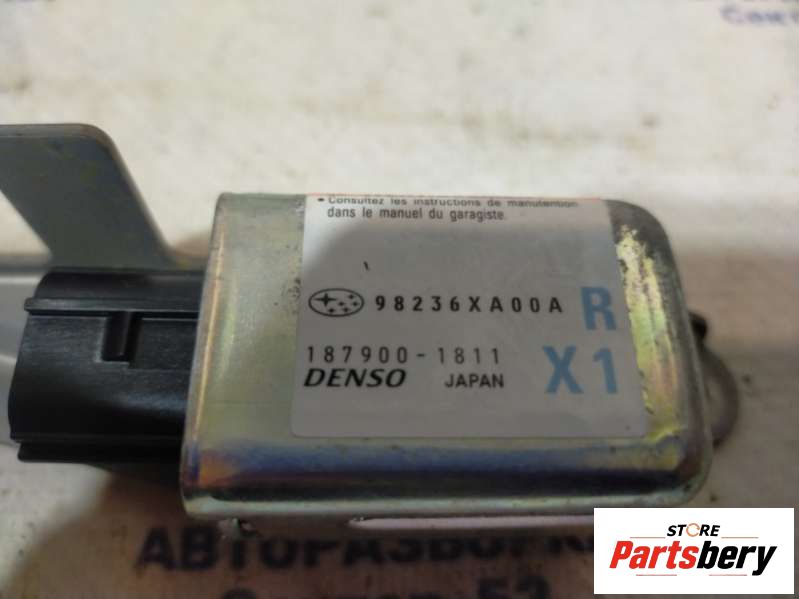 • Consultez les instructions de manutention
dans le manuel du garagiste.
98236XA00A R
187900-1811 X1
DENSO JAPAN
STORE
Partsbery